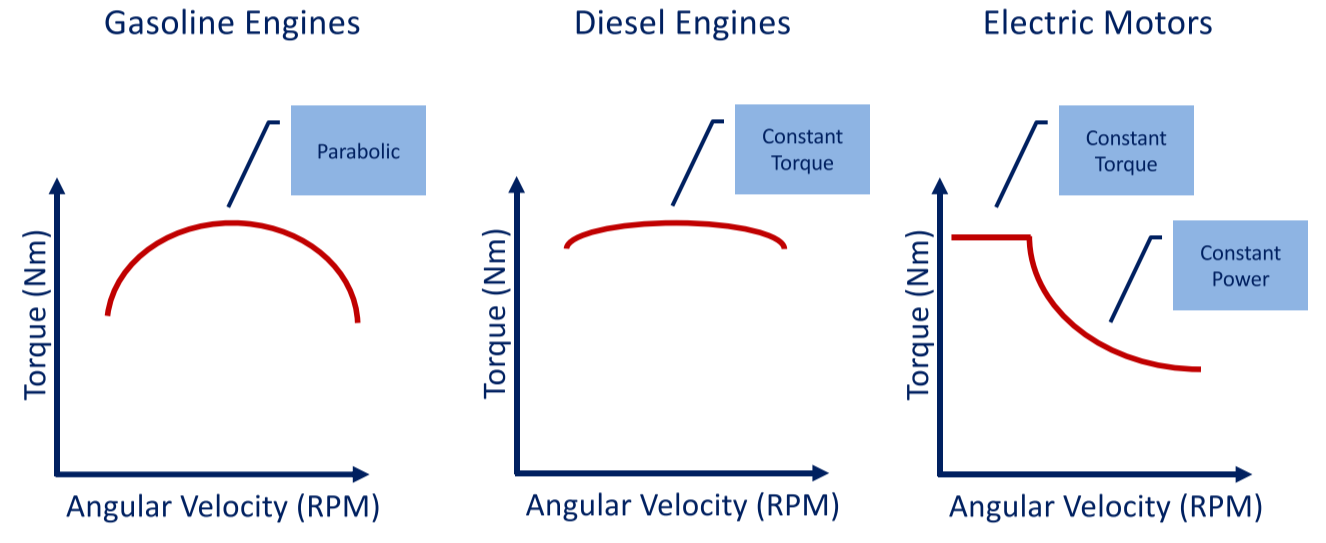 Gasoline Engines
Parabolic
Torque (Nm)
Angular Velocity (RPM)
Diesel Engines
Constant
Torque
Torque (Nm)
Angular Velocity (RPM)
Electric Motors
Constant
Torque
Constant
Power
Torque (Nm)
Angular Velocity (RPM)